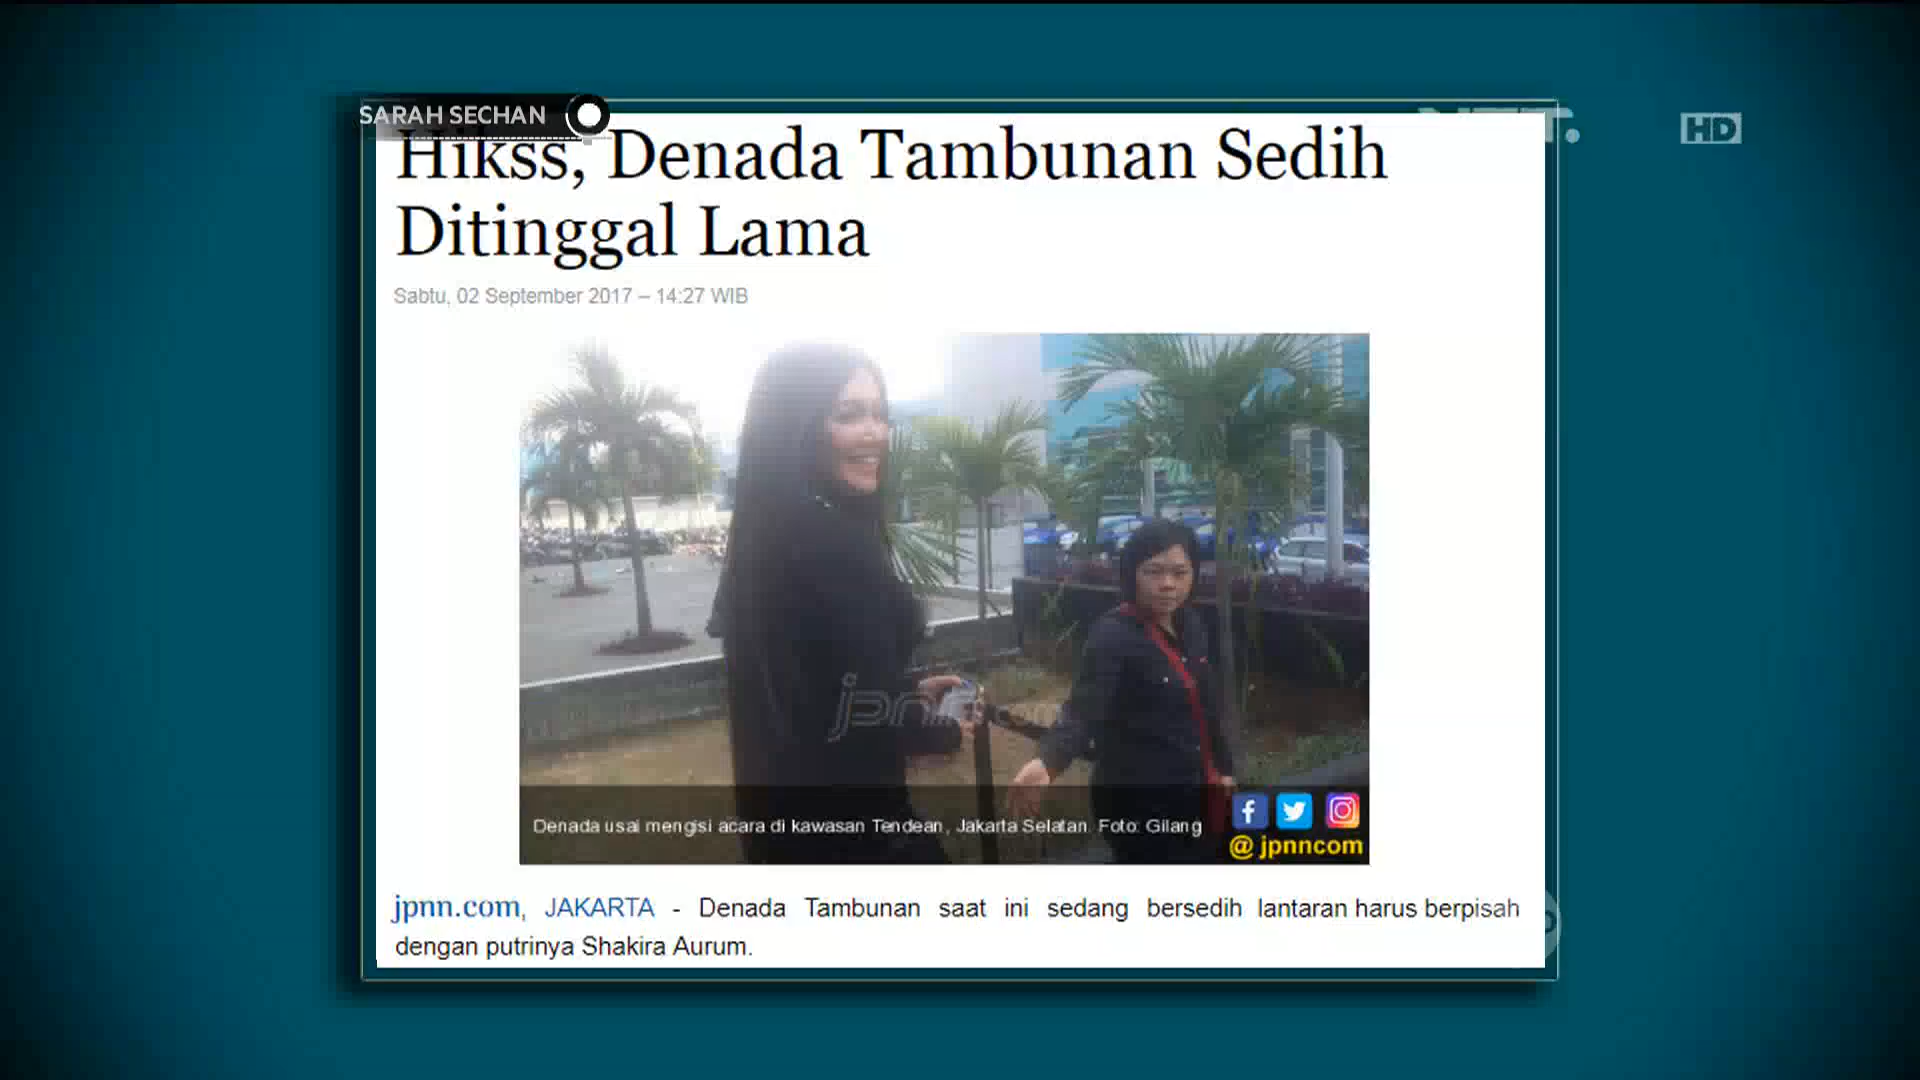 SARAH SECHAN
HD
Hikss, Denada Tambunan Sedih
Ditinggal Lama
Sabtu, 02 September 2017 – 14:27 WIB
jpnn.com
Denada usai mengisi acara di kawasan Tendean, Jakarta Selatan. Foto: Gilang
@ jpnncom
jpnn.com, JAKARTA - Denada Tambunan saat ini sedang bersedih lantaran harus berpisah
dengan putrinya Shakira Aurum.